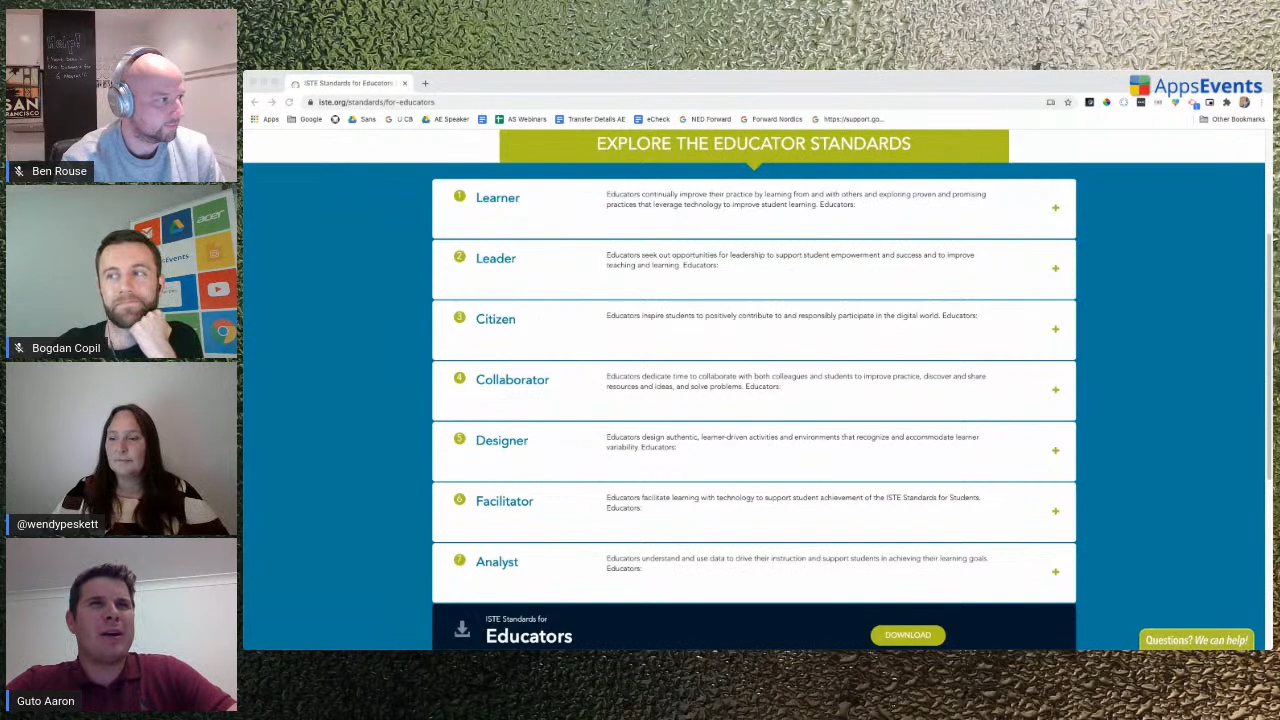 Help!
SAN
FRANCISCO
Ben Rouse
acer
Events
Bogdan Copil
@wendypeskett
Guto Aaron
AppsEvents
ISTE Standards for Educators
iste.org/standards/for-educators
Apps
Google
Sans
U CB
AE Speaker
AS Webinars
Transfer Details AE
eCheck
NED Forward
Forward Nordics
https://support.go...
Other Bookmarks
EXPLORE THE EDUCATOR STANDARDS
1 Learner
Educators continually improve their practice by learning from and with others and exploring proven and promising
practices that leverage technology to improve student learning. Educators:
2 Leader
Educators seek out opportunities for leadership to support student empowerment and success and to improve
teaching and learning. Educators:
3 Citizen
Educators inspire students to positively contribute to and responsibly participate in the digital world. Educators:
4 Collaborator
Educators dedicate time to collaborate with both colleagues and students to improve practice, discover and share
resources and ideas, and solve problems. Educators:
5 Designer
Educators design authentic, learner-driven activities and environments that recognize and accommodate learner
variability. Educators:
6 Facilitator
Educators facilitate learning with technology to support student achievement of the ISTE Standards for Students.
Educators:
7 Analyst
Educators understand and use data to drive their instruction and support students in achieving their learning goals.
Educators:
ISTE Standards for
Educators
DOWNLOAD
Questions? We can help!